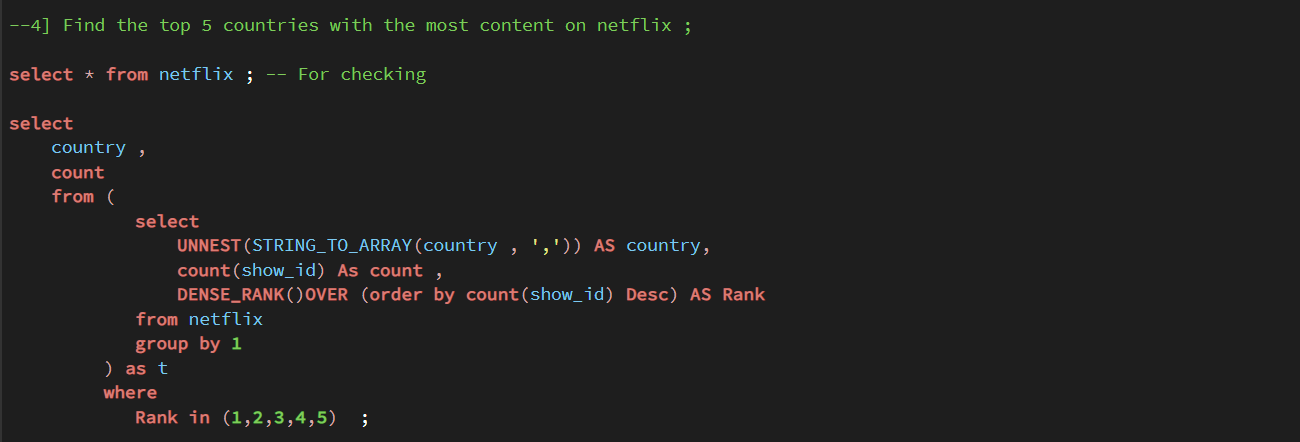 --4] Find the top 5 countries with the most content on netflix ;
select * from netflix ; -- For checking
select
country ,
count
from (
select
UNNEST(STRING_TO_ARRAY(country , ',')) AS country,
count(show_id) As count ,
DENSE_RANK()OVER (order by count(show_id) Desc) AS Rank
from netflix
group by 1
) as t
where
Rank in (1,2,3,4,5)  ;